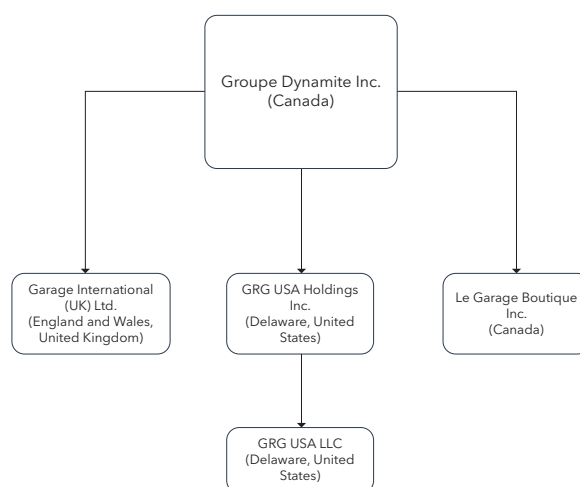 Groupe Dynamite Inc.
(Canada)
Garage International
(UK) Ltd.
(England and Wales,
United Kingdom)
GRG USA Holdings
Inc.
(Delaware, United
States)
Le Garage Boutique
Inc.
(Canada)
GRG USA LLC
(Delaware, United
States)